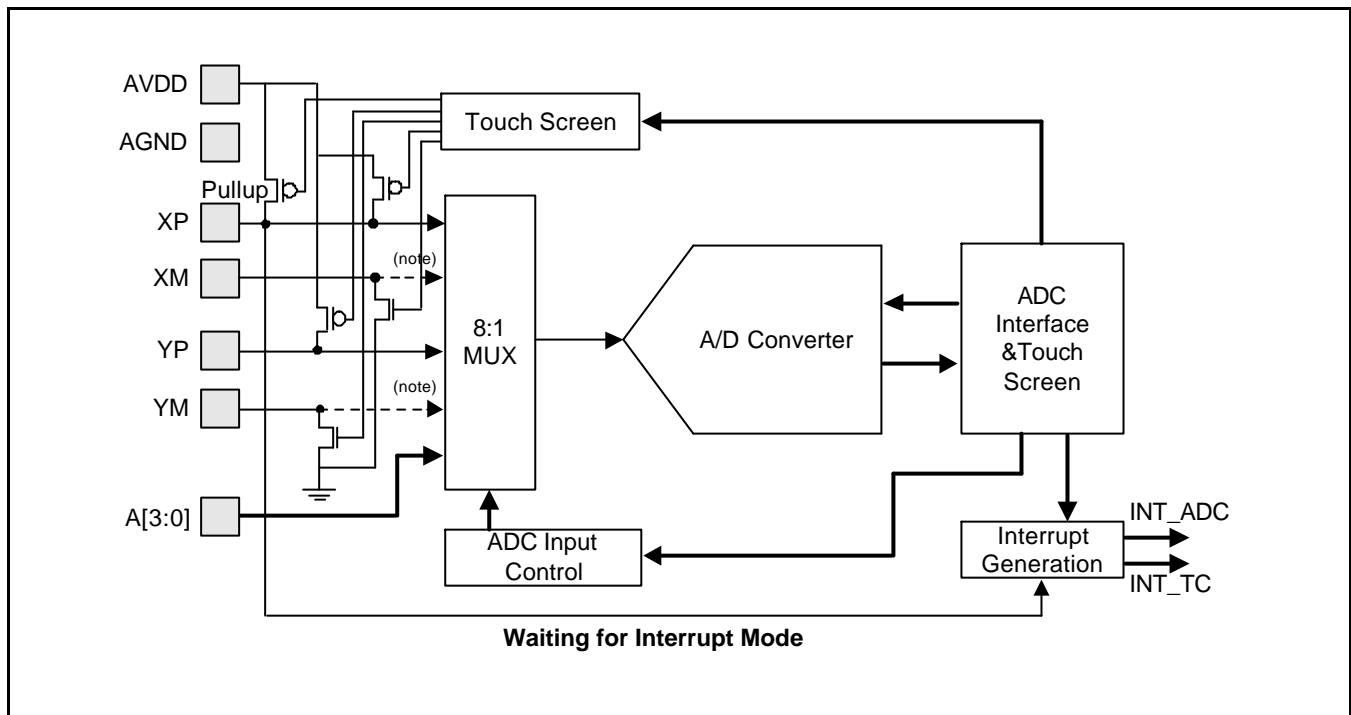 AVDD
AGND
Pullup
XP
XM
YP
YM
A[3:0]
Touch Screen
(note)
(note)
8:1
MUX
A/D Converter
ADC
Interface
&Touch
Screen
ADC Input
Control
Interrupt
Generation
INT_ADC
INT_TC
Waiting for Interrupt Mode